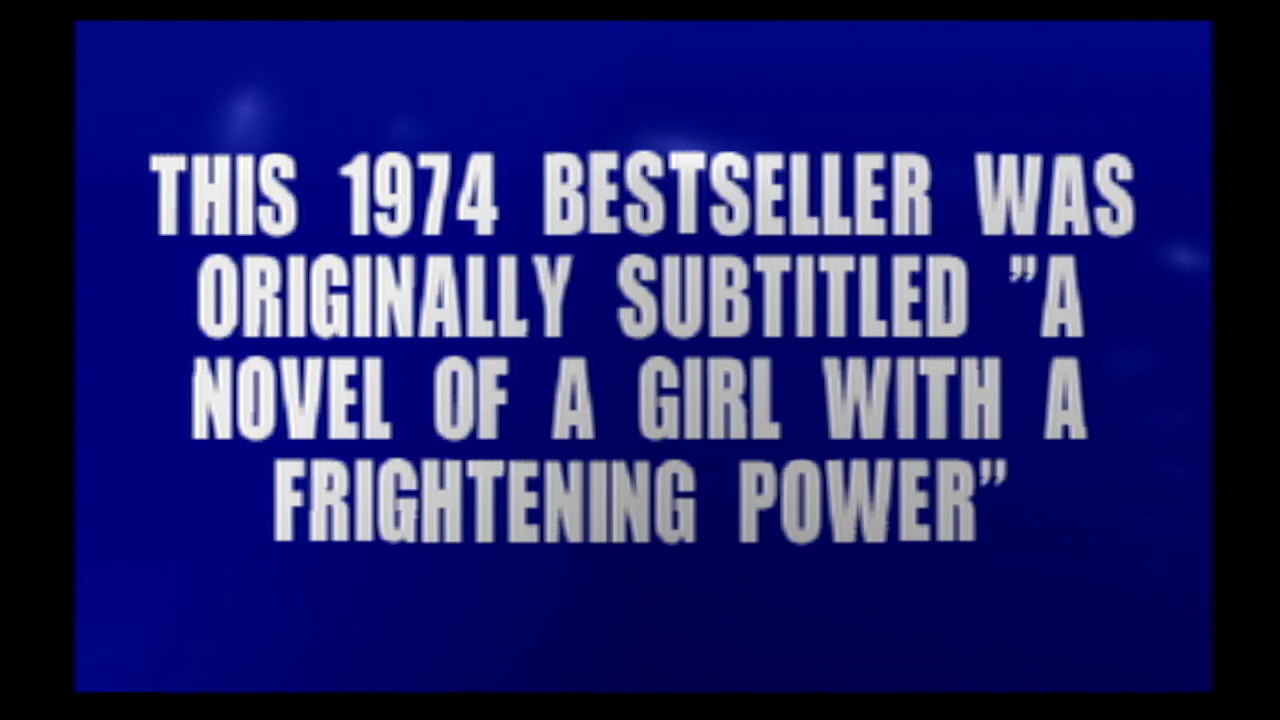 THIS 1974 BESTSELLER WAS
ORIGINALLY SUBTITLED ”A
NOVEL OF A GIRL WITH A
FRIGHTENING POWER”